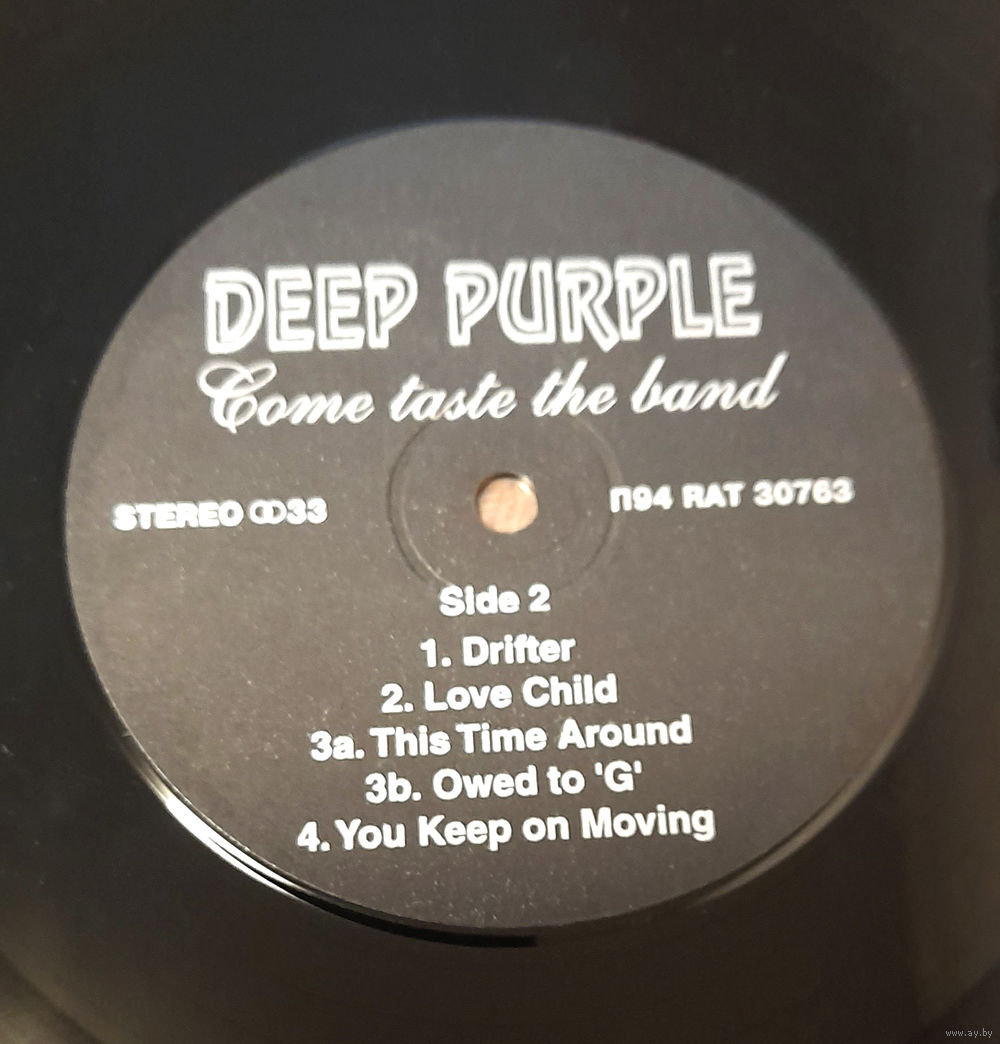 DEEP PURPLE
Come taste the band
STEREO ↀ33
П94 RAT 30763
Side 2
1. Drifter
2. Love Child
3a. This Time Around
3b. Owed to 'G'
4. You Keep on Moving
www.ay.by